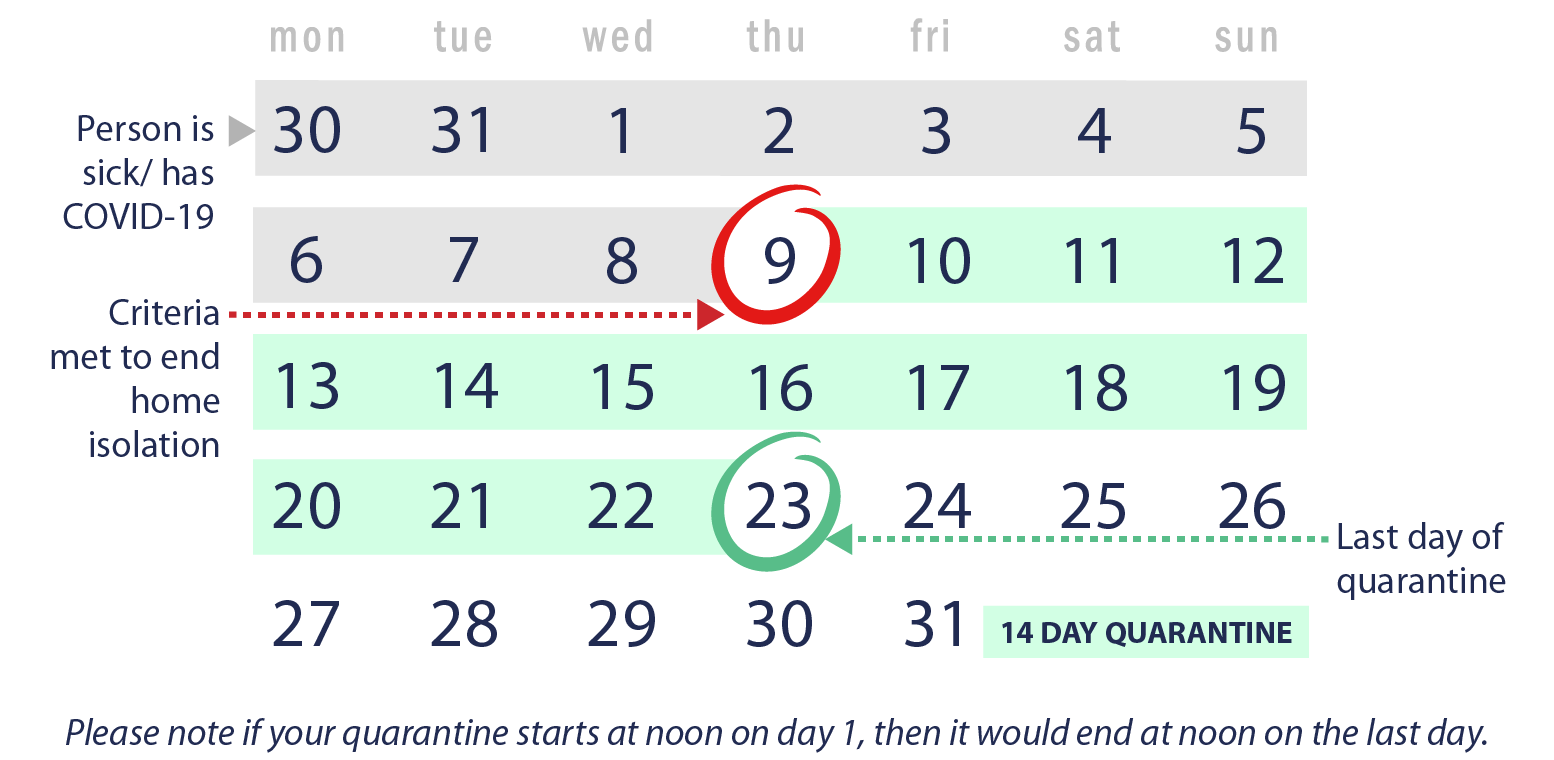 mon tue wed thu fri sat sun
Person is
sick/ has
COVID-19
30 31 1 2 3 4 5
6 7 8 9 10 11 12
Criteria
met to end
home
isolation
13 14 15 16 17 18 19
20 21 22 23 24 25 26
Last day of
quarantine
27 28 29 30 31
14 DAY QUARANTINE
Please note if your quarantine starts at noon on day 1, then it would end at noon on the last day.